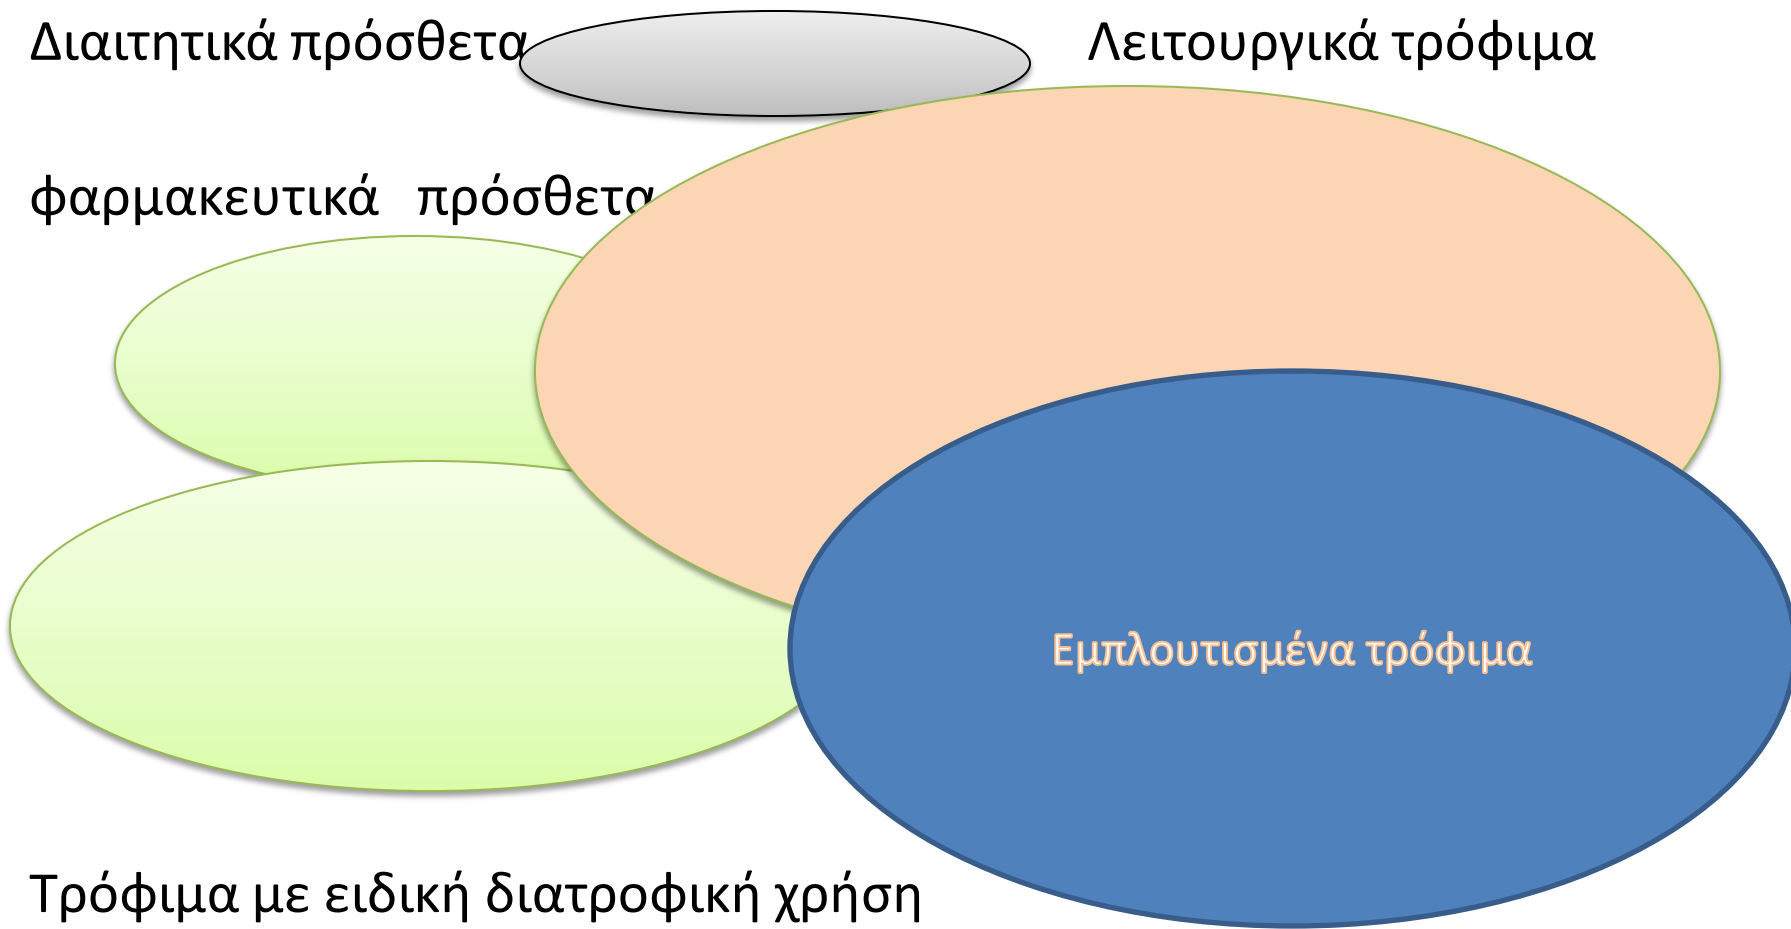 Διαιτητικά πρόσθετα
Λειτουργικά τρόφιμα
φαρμακευτικά πρόσθετα
Εμπλουτισμένα τρόφιμα
Τρόφιμα με ειδική διατροφική χρήση